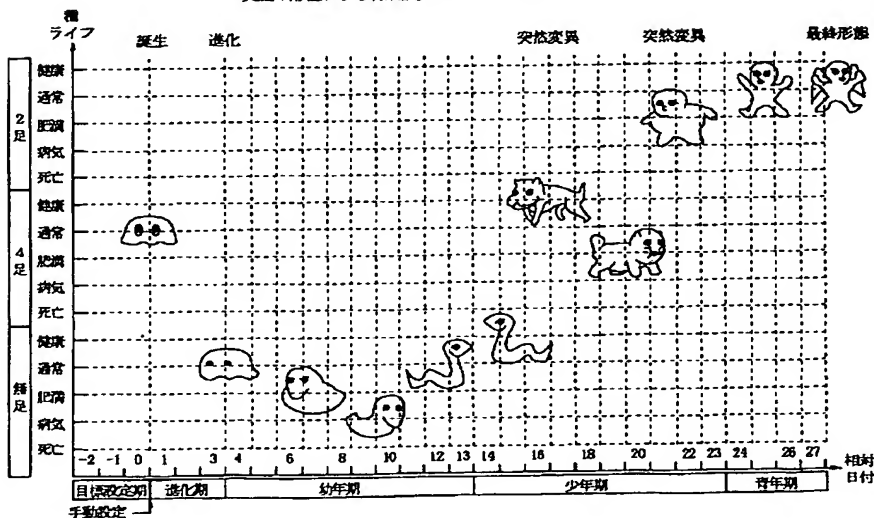 種
ライフ
誕生 進化 突然変異 突然変異 最終形態
2足
健康
通常
肥満
病気
死亡
4足
健康
通常
肥満
病気
死亡
無足
健康
通常
肥満
病気
死亡
-2 -1 0 1 3 4 6 8 10 12 13 14 16 18 20 22 23 24 26 27
相対
日付
目標設定期 進化期 幼年期 少年期 青年期
手動設定